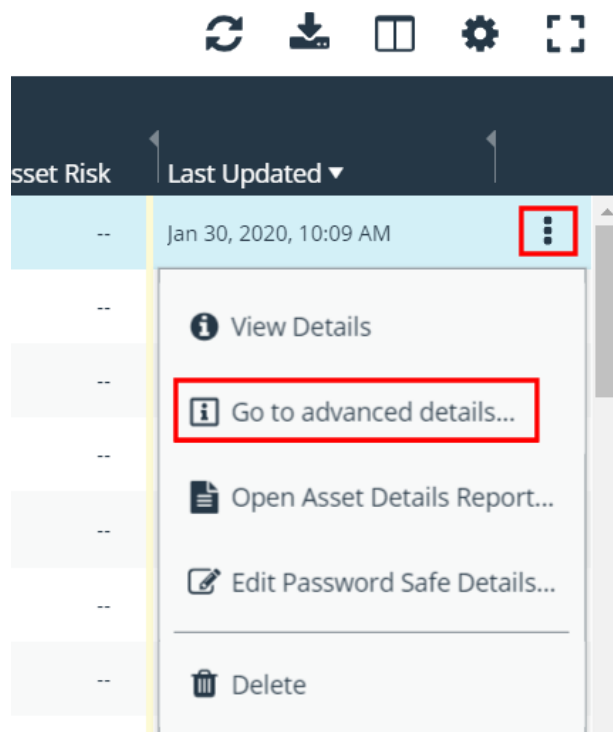 sset Risk Last Updated
-- Jan 30, 2020, 10:09 AM
--
View Details
--
Go to advanced details...
--
Open Asset Details Report...
--
--
Edit Password Safe Details...
--
Delete